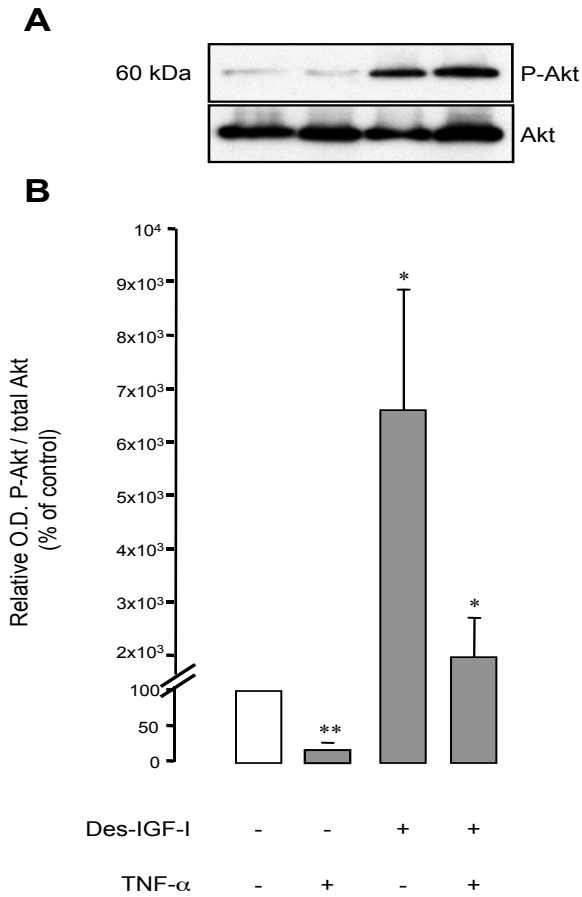 A
60 kDa
P-Akt
Akt
B
Relative O.D. P-Akt / total Akt
(% of control)
10⁴
9x10³
8x10³
7x10³
6x10³
5x10³
4x10³
3x10³
2x10³
100
50
0
**
*
*
Des-IGF-I - - + +
TNF-α - + - +